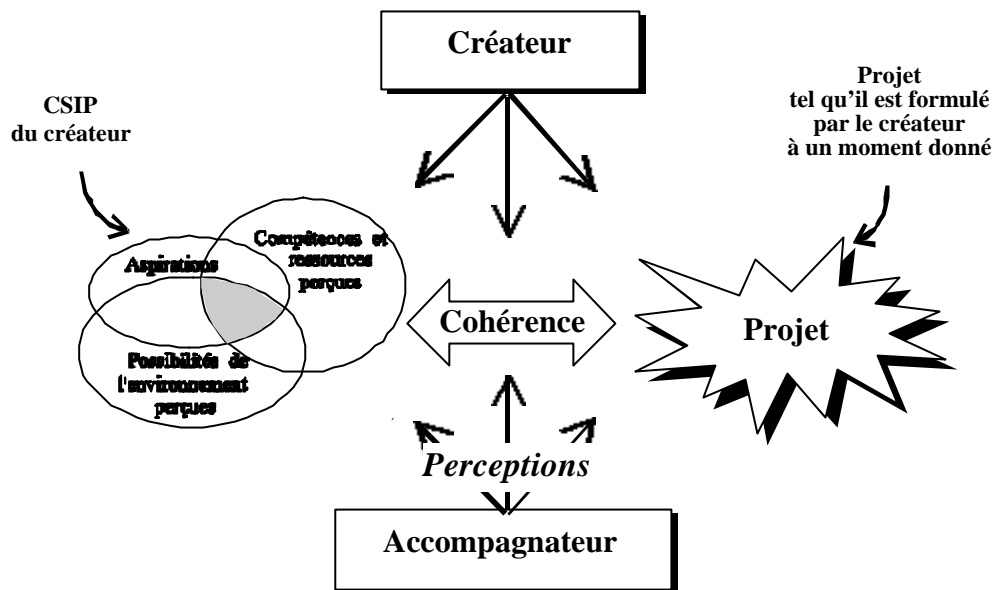 Créateur
CSIP
du créateur
Projet
tel qu'il est formulé
par le créateur
à un moment donné
Compétences et
ressources
perçues
Aspirations
Cohérence
Projet
Possibilités de
l'environnement
perçues
Perceptions
Accompagnateur